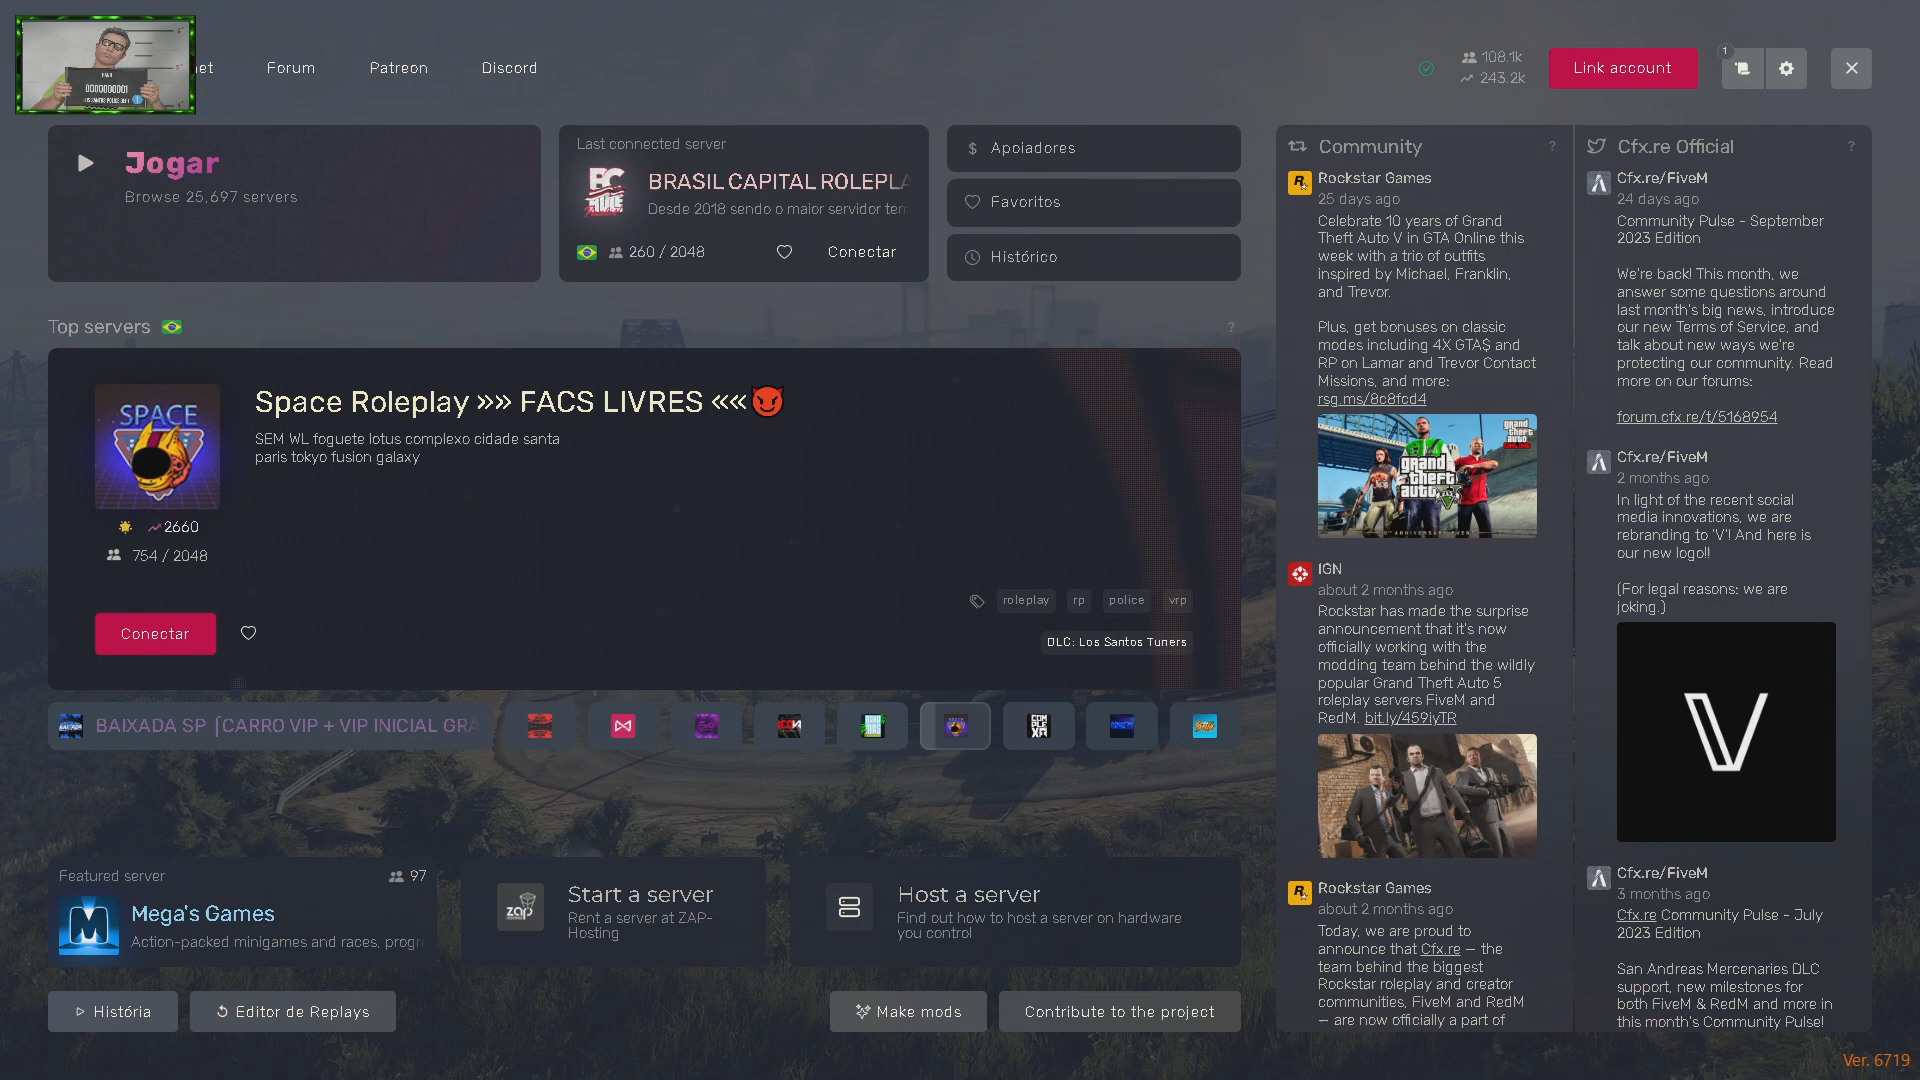 et
Forum
Patreon
Discord
108.1k
243.2k
Link account
1
0000000001
Jogar
Browse 25,697 servers
Last connected server
BRASIL CAPITAL ROLEPLA
Desde 2018 sendo o maior servidor tem
260 / 2048
Conectar
Apoiadores
Favoritos
Histórico
Top servers
?
SPACE
Space Roleplay »» FACS LIVRES ««
SEM WL foguete lotus complexo cidade santa
paris tokyo fusion galaxy
2660
754 / 2048
Conectar
roleplay
rp
police
vrp
DLC: Los Santos Tuners
BAIXADA SP ⌈CARRO VIP + VIP INICIAL GRÁ
Featured server
97
Mega's Games
Action-packed minigames and races, progr
zap
Start a server
Rent a server at ZAP-
Hosting
Host a server
Find out how to host a server on hardware
you control
História
Editor de Replays
Make mods
Contribute to the project
Community
?
Rockstar Games
25 days ago
Celebrate 10 years of Grand
Theft Auto V in GTA Online this
week with a trio of outfits
inspired by Michael, Franklin,
and Trevor.
Plus, get bonuses on classic
modes including 4X GTA$ and
RP on Lamar and Trevor Contact
Missions, and more:
rsg.ms/8c8fcd4
grand
theft
auto
IGN
about 2 months ago
Rockstar has made the surprise
announcement that it's now
officially working with the
modding team behind the wildly
popular Grand Theft Auto 5
roleplay servers FiveM and
RedM. bit.ly/459iyTR
Rockstar Games
about 2 months ago
Today, we are proud to
announce that Cfx.re – the
team behind the biggest
Rockstar roleplay and creator
communities, FiveM and RedM
– are now officially a part of
Cfx.re Official
?
Cfx.re/FiveM
24 days ago
Community Pulse - September
2023 Edition
We're back! This month, we
answer some questions around
last month's big news, introduce
our new Terms of Service, and
talk about new ways we're
protecting our community. Read
more on our forums:
forum.cfx.re/t/5168954
Cfx.re/FiveM
2 months ago
In light of the recent social
media innovations, we are
rebranding to 'V'! And here is
our new logo!!
(For legal reasons: we are
joking.)
V
Cfx.re/FiveM
3 months ago
Cfx.re Community Pulse - July
2023 Edition
San Andreas Mercenaries DLC
support, new milestones for
both FiveM & RedM and more in
this month's Community Pulse!
Ver. 6719